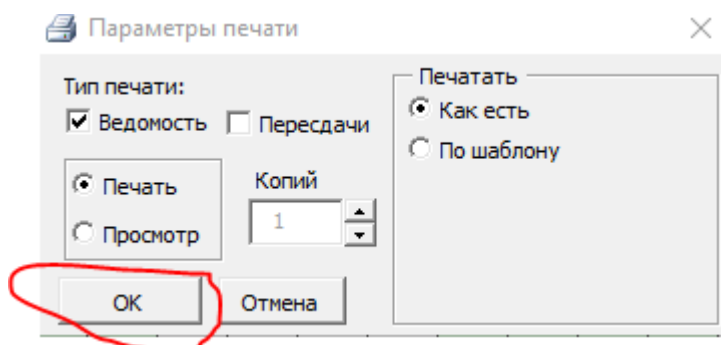 Параметры печати
Тип печати:
Ведомость Пересдачи
Печать
Просмотр
Копий
1
ОК Отмена
Печатать
Как есть
По шаблону